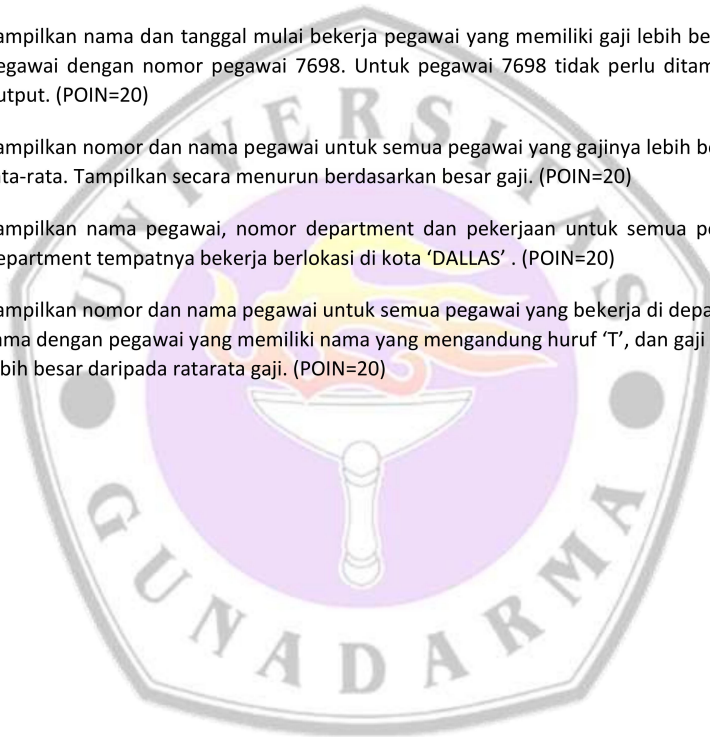 ampilkan nama dan tanggal mulai bekerja pegawai yang memiliki gaji lebih be
egawai dengan nomor pegawai 7698. Untuk pegawai 7698 tidak perlu ditam
utput. (POIN=20)
ampilkan nomor dan nama pegawai untuk semua pegawai yang gajinya lebih b
ata-rata. Tampilkan secara menurun berdasarkan besar gaji. (POIN=20)
ampilkan nama pegawai, nomor department dan pekerjaan untuk semua p
epartment tempatnya bekerja berlokasi di kota ‘DALLAS’ . (POIN=20)
ampilkan nomor dan nama pegawai untuk semua pegawai yang bekerja di depa
ama dengan pegawai yang memiliki nama yang mengandung huruf ‘T’, dan gaji
bih besar daripada ratarata gaji. (POIN=20)
UNIVERSITAS
GUNADARMA